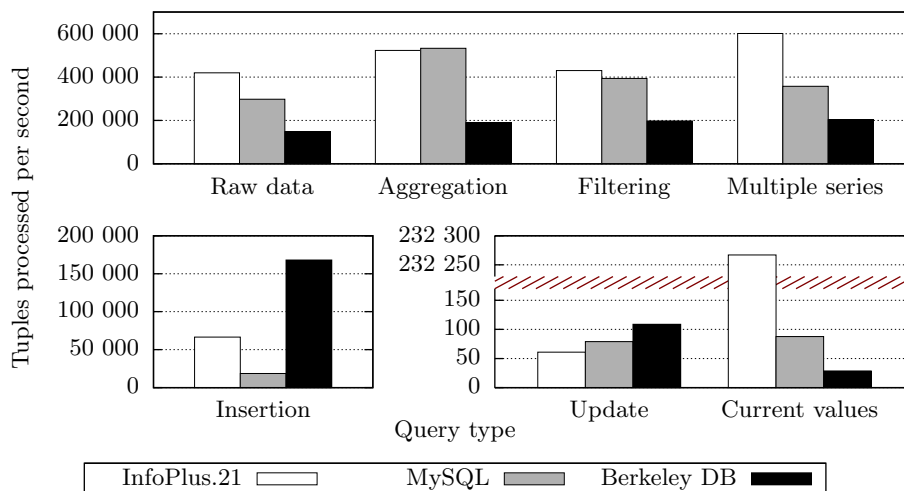 Tuples processed per second
600 000
400 000
200 000
0
Raw data Aggregation Filtering Multiple series
200 000
150 000
100 000
50 000
0
Insertion
232 300
232 250
150
100
50
0
Update Current values
Query type
InfoPlus.21 MySQL Berkeley DB